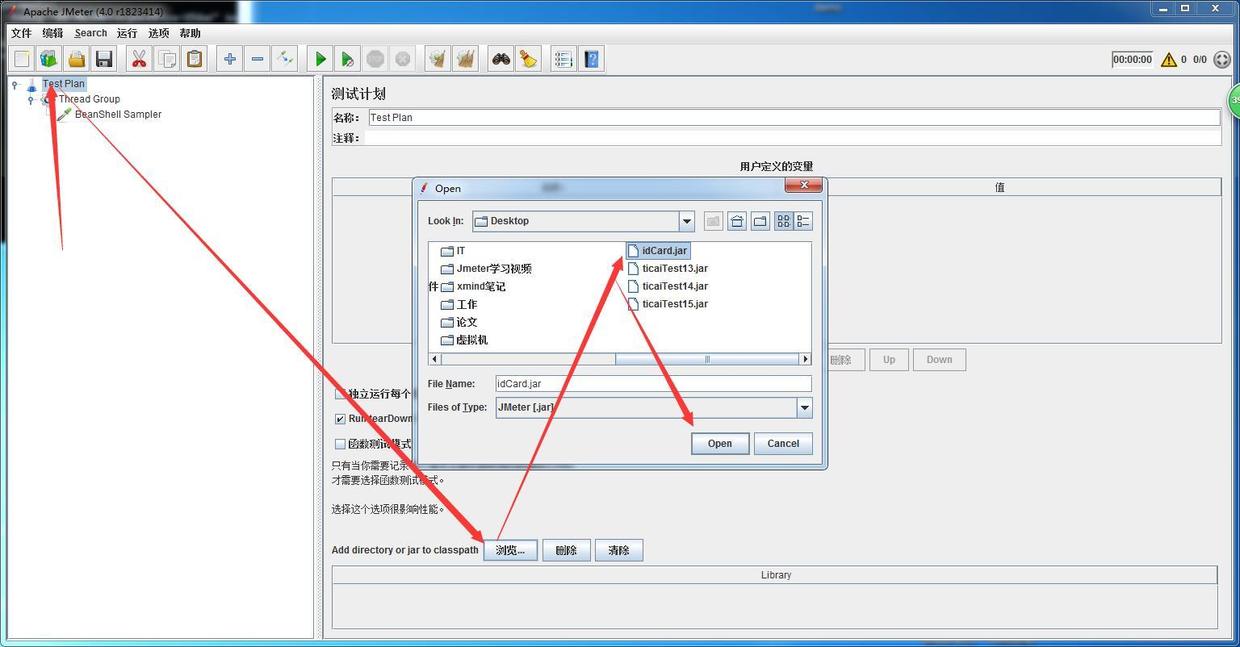 Apache JMeter (4.0 r1823414)
文件 编辑 Search 运行 选项 帮助
00:00:00 0 0/0
Test Plan
Thread Group
BeanShell Sampler
测试计划
名称： Test Plan
注释：
用户定义的变量
值
Open
Look In: Desktop
IT
Jmeter学习视频
件 xmind笔记
工作
论文
虚拟机
idCard.jar
ticaiTest13.jar
ticaiTest14.jar
ticaiTest15.jar
File Name: idCard.jar
Files of Type: JMeter [.jar]
Open Cancel
删除 Up Down
独立运行每个
Run tearDown
函数测试模式
只有当你需要记录
才需要选择函数测试模式。
选择这个选项很影响性能。
Add directory or jar to classpath 浏览... 删除 清除
Library